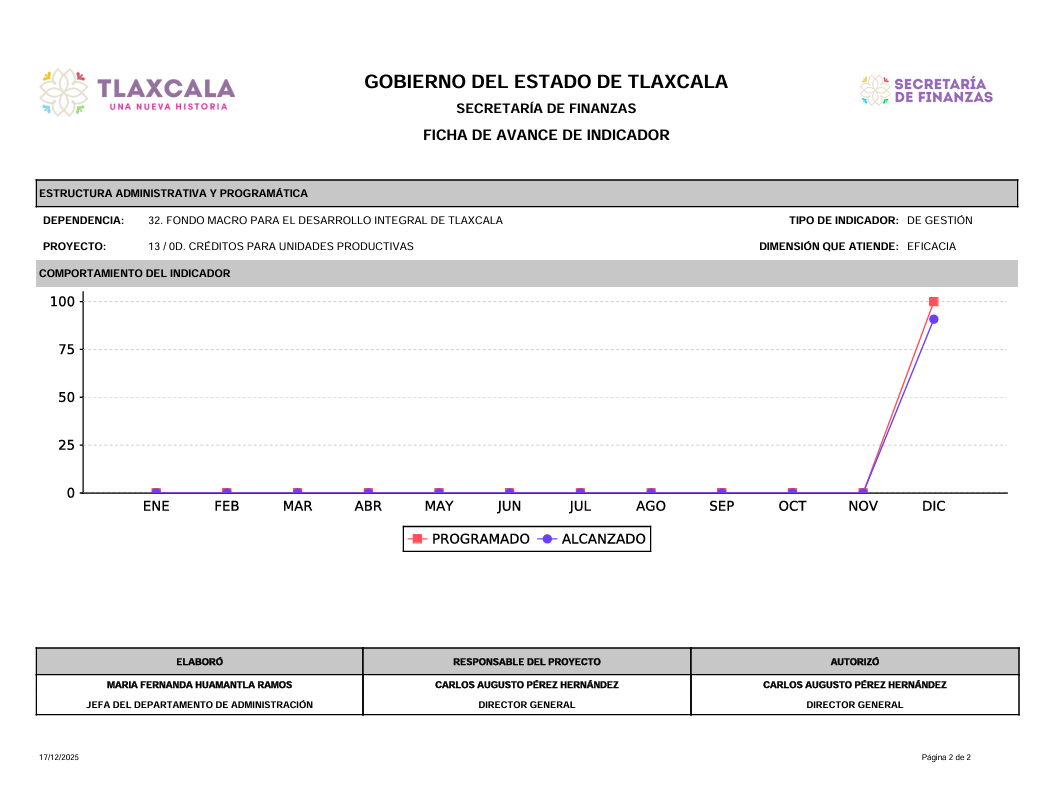 TLAXCALA
UNA NUEVA HISTORIA
GOBIERNO DEL ESTADO DE TLAXCALA
SECRETARÍA DE FINANZAS
FICHA DE AVANCE DE INDICADOR
SECRETARÍA
DE FINANZAS
ESTRUCTURA ADMINISTRATIVA Y PROGRAMÁTICA
DEPENDENCIA: 32. FONDO MACRO PARA EL DESARROLLO INTEGRAL DE TLAXCALA TIPO DE INDICADOR: DE GESTIÓN
PROYECTO: 13 / 0D. CRÉDITOS PARA UNIDADES PRODUCTIVAS DIMENSIÓN QUE ATIENDE: EFICACIA
COMPORTAMIENTO DEL INDICADOR
100
75
50
25
0
ENE FEB MAR ABR MAY JUN JUL AGO SEP OCT NOV DIC
PROGRAMADO ALCANZADO
ELABORÓ RESPONSABLE DEL PROYECTO AUTORIZÓ
MARIA FERNANDA HUAMANTLA RAMOS CARLOS AUGUSTO PÉREZ HERNÁNDEZ CARLOS AUGUSTO PÉREZ HERNÁNDEZ
JEFA DEL DEPARTAMENTO DE ADMINISTRACIÓN DIRECTOR GENERAL DIRECTOR GENERAL
17/12/2025 Página 2 de 2